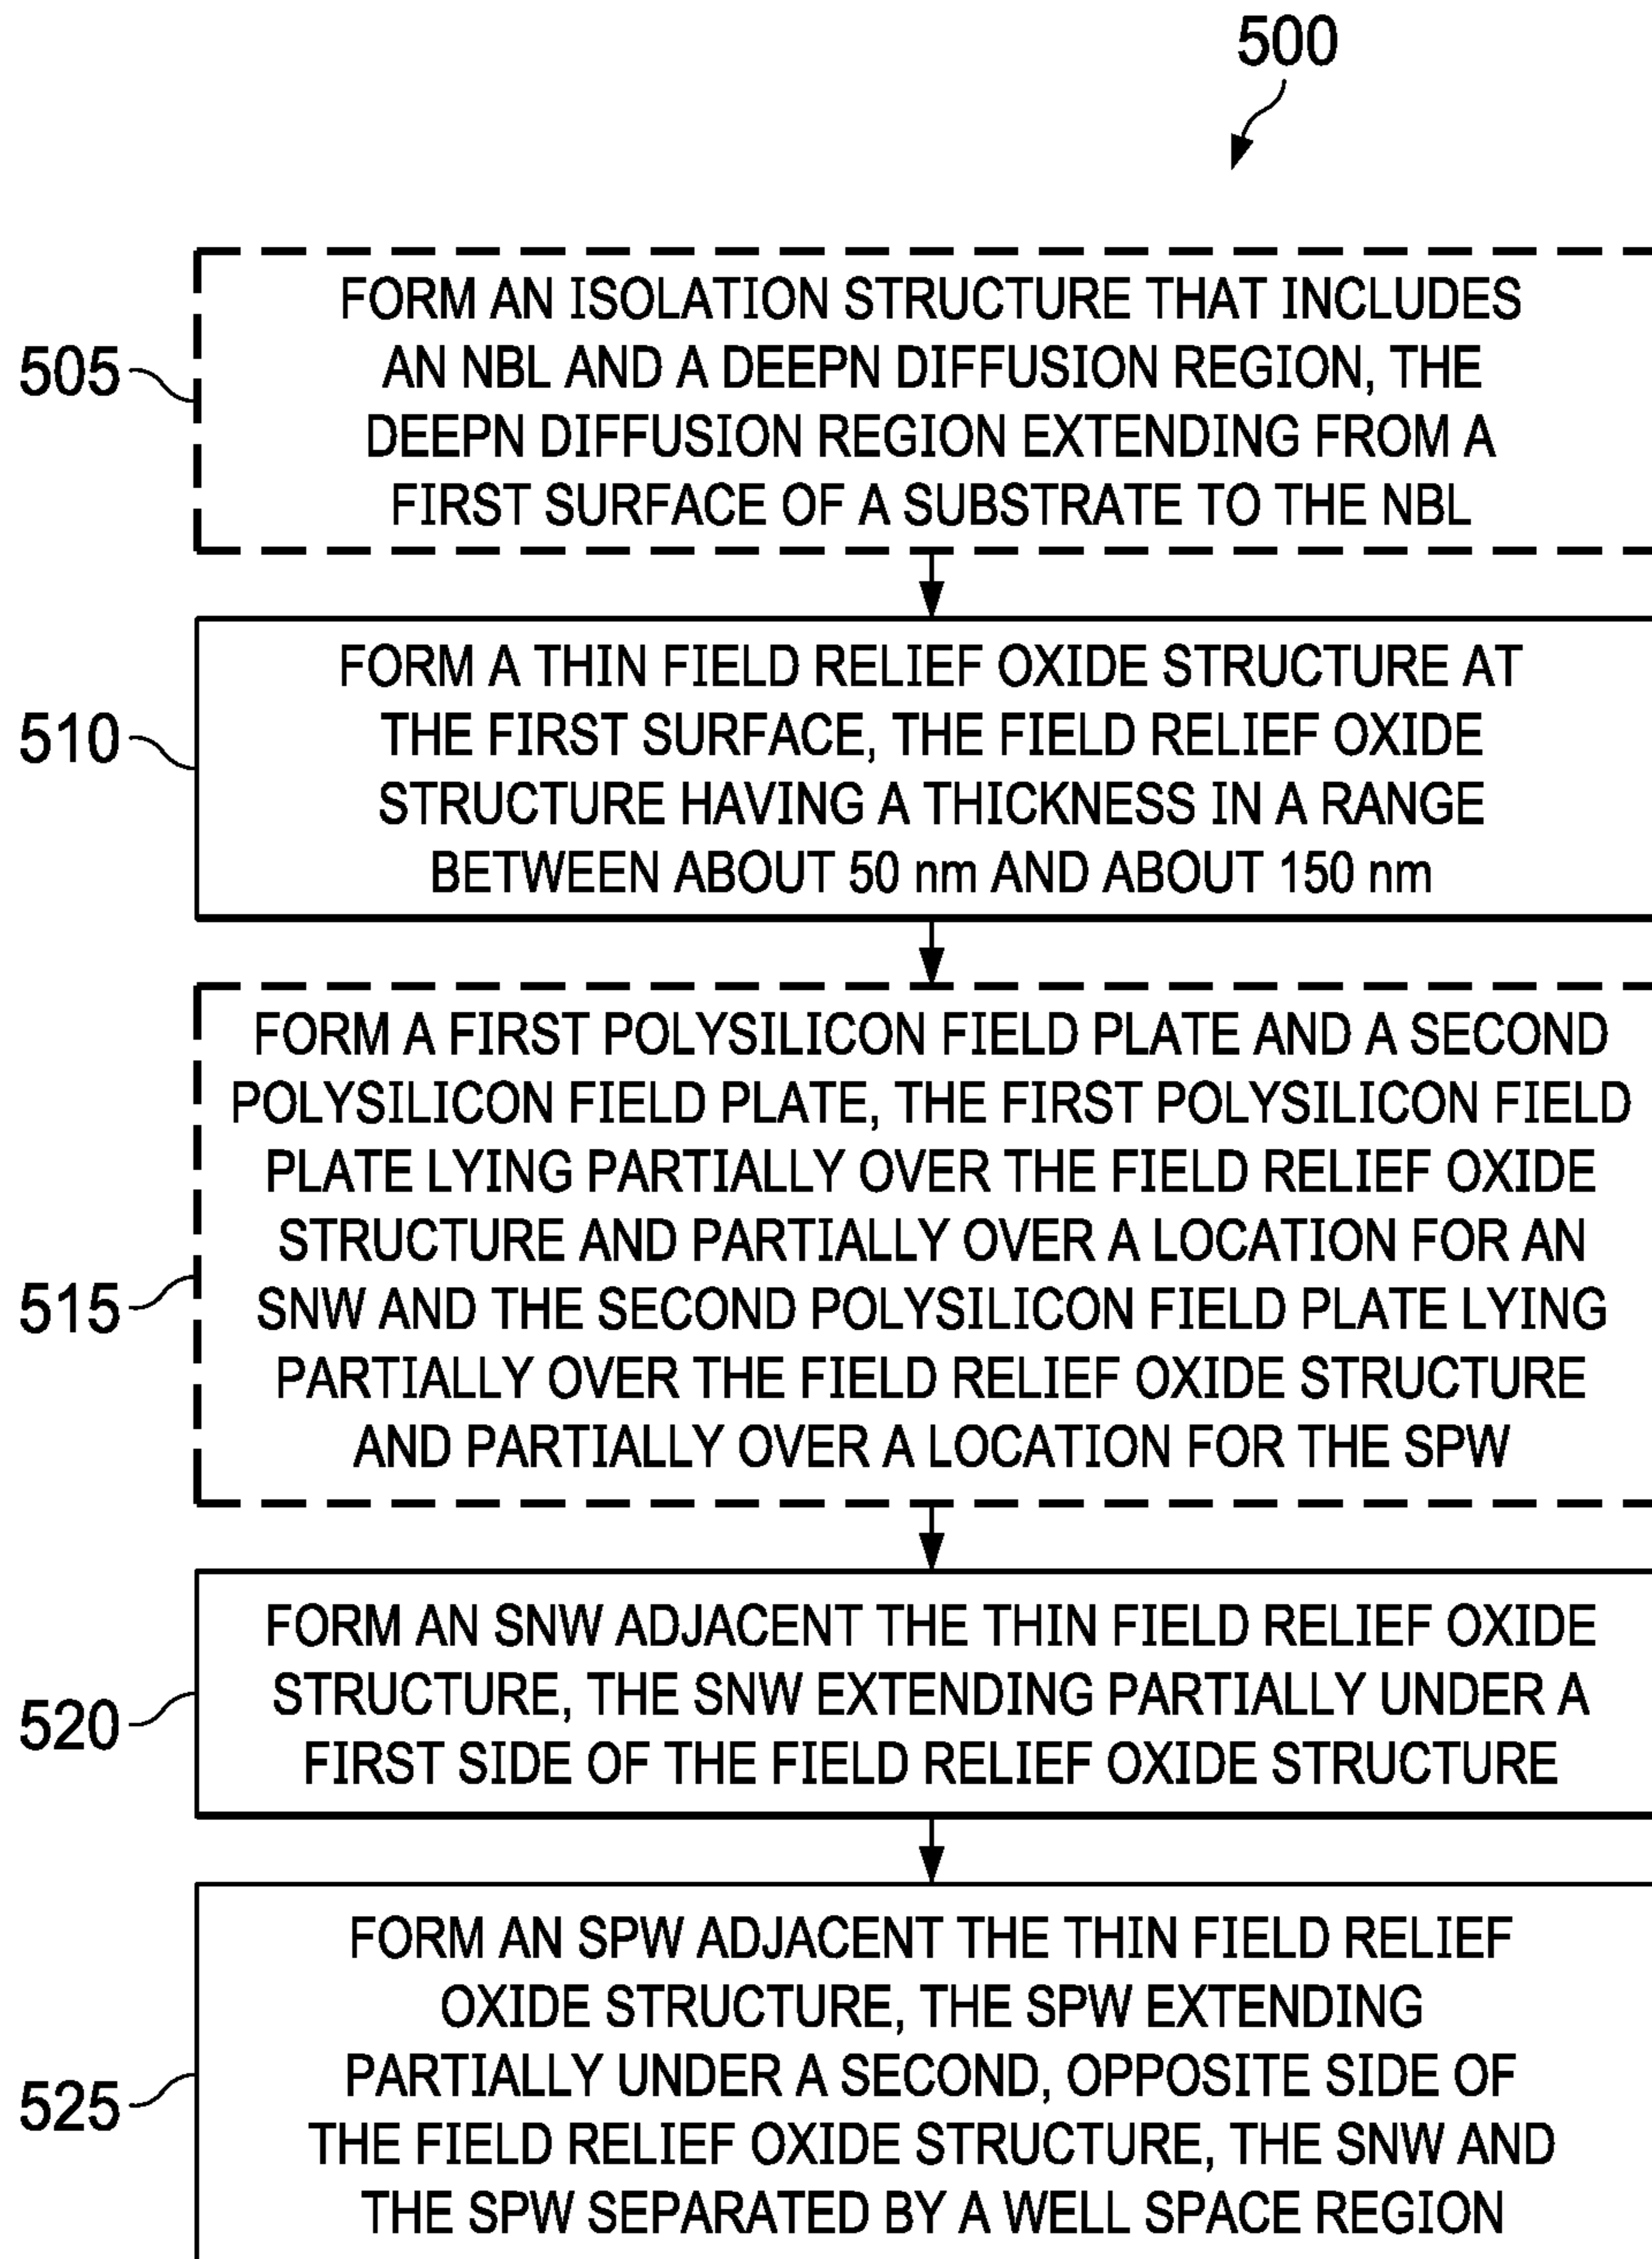 500
505
FORM AN ISOLATION STRUCTURE THAT INCLUDES
AN NBL AND A DEEPN DIFFUSION REGION, THE
DEEPN DIFFUSION REGION EXTENDING FROM A
FIRST SURFACE OF A SUBSTRATE TO THE NBL
510
FORM A THIN FIELD RELIEF OXIDE STRUCTURE AT
THE FIRST SURFACE, THE FIELD RELIEF OXIDE
STRUCTURE HAVING A THICKNESS IN A RANGE
BETWEEN ABOUT 50 nm AND ABOUT 150 nm
515
FORM A FIRST POLYSILICON FIELD PLATE AND A SECOND
POLYSILICON FIELD PLATE, THE FIRST POLYSILICON FIELD
PLATE LYING PARTIALLY OVER THE FIELD RELIEF OXIDE
STRUCTURE AND PARTIALLY OVER A LOCATION FOR AN
SNW AND THE SECOND POLYSILICON FIELD PLATE LYING
PARTIALLY OVER THE FIELD RELIEF OXIDE STRUCTURE
AND PARTIALLY OVER A LOCATION FOR THE SPW
520
FORM AN SNW ADJACENT THE THIN FIELD RELIEF OXIDE
STRUCTURE, THE SNW EXTENDING PARTIALLY UNDER A
FIRST SIDE OF THE FIELD RELIEF OXIDE STRUCTURE
525
FORM AN SPW ADJACENT THE THIN FIELD RELIEF
OXIDE STRUCTURE, THE SPW EXTENDING
PARTIALLY UNDER A SECOND, OPPOSITE SIDE OF
THE FIELD RELIEF OXIDE STRUCTURE, THE SNW AND
THE SPW SEPARATED BY A WELL SPACE REGION